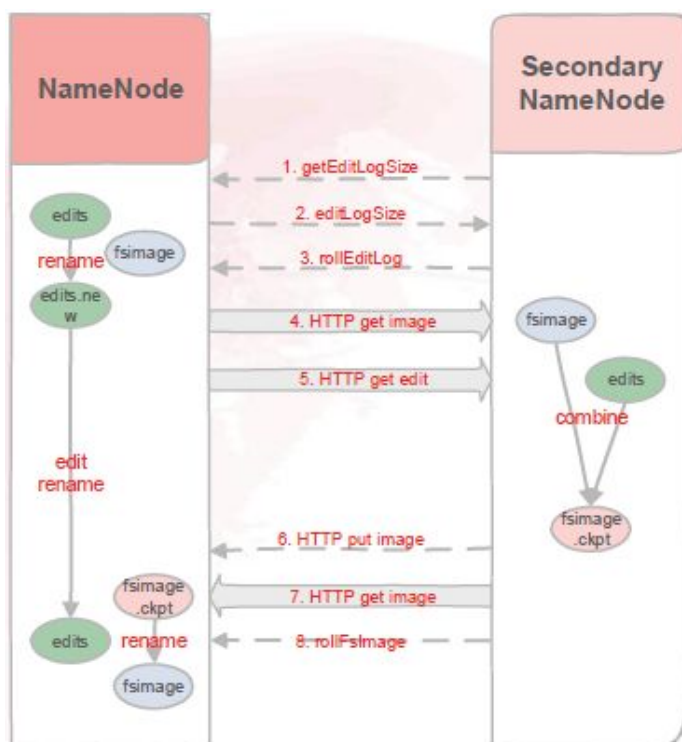 NameNode
Secondary
NameNode
1. getEditLogSize
edits
2. editLogSize
rename
fsimage
3. rollEditLog
edits.ne
w
4. HTTP get image
fsimage
5. HTTP get edit
edits
combine
edit
rename
fsimage
.ckpt
6. HTTP put image
fsimage
.ckpt
7. HTTP get image
edits
rename
8. rollFsImage
fsimage